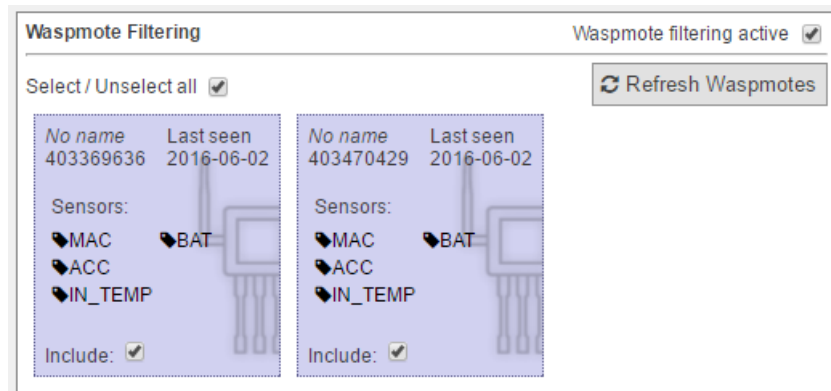 Waspmote Filtering
Waspmote filtering active
Select / Unselect all
Refresh Waspmotes
No name Last seen
403369636 2016-06-02
Sensors:
MAC BAT
ACC
IN_TEMP
Include:
No name Last seen
403470429 2016-06-02
Sensors:
MAC BAT
ACC
IN_TEMP
Include: